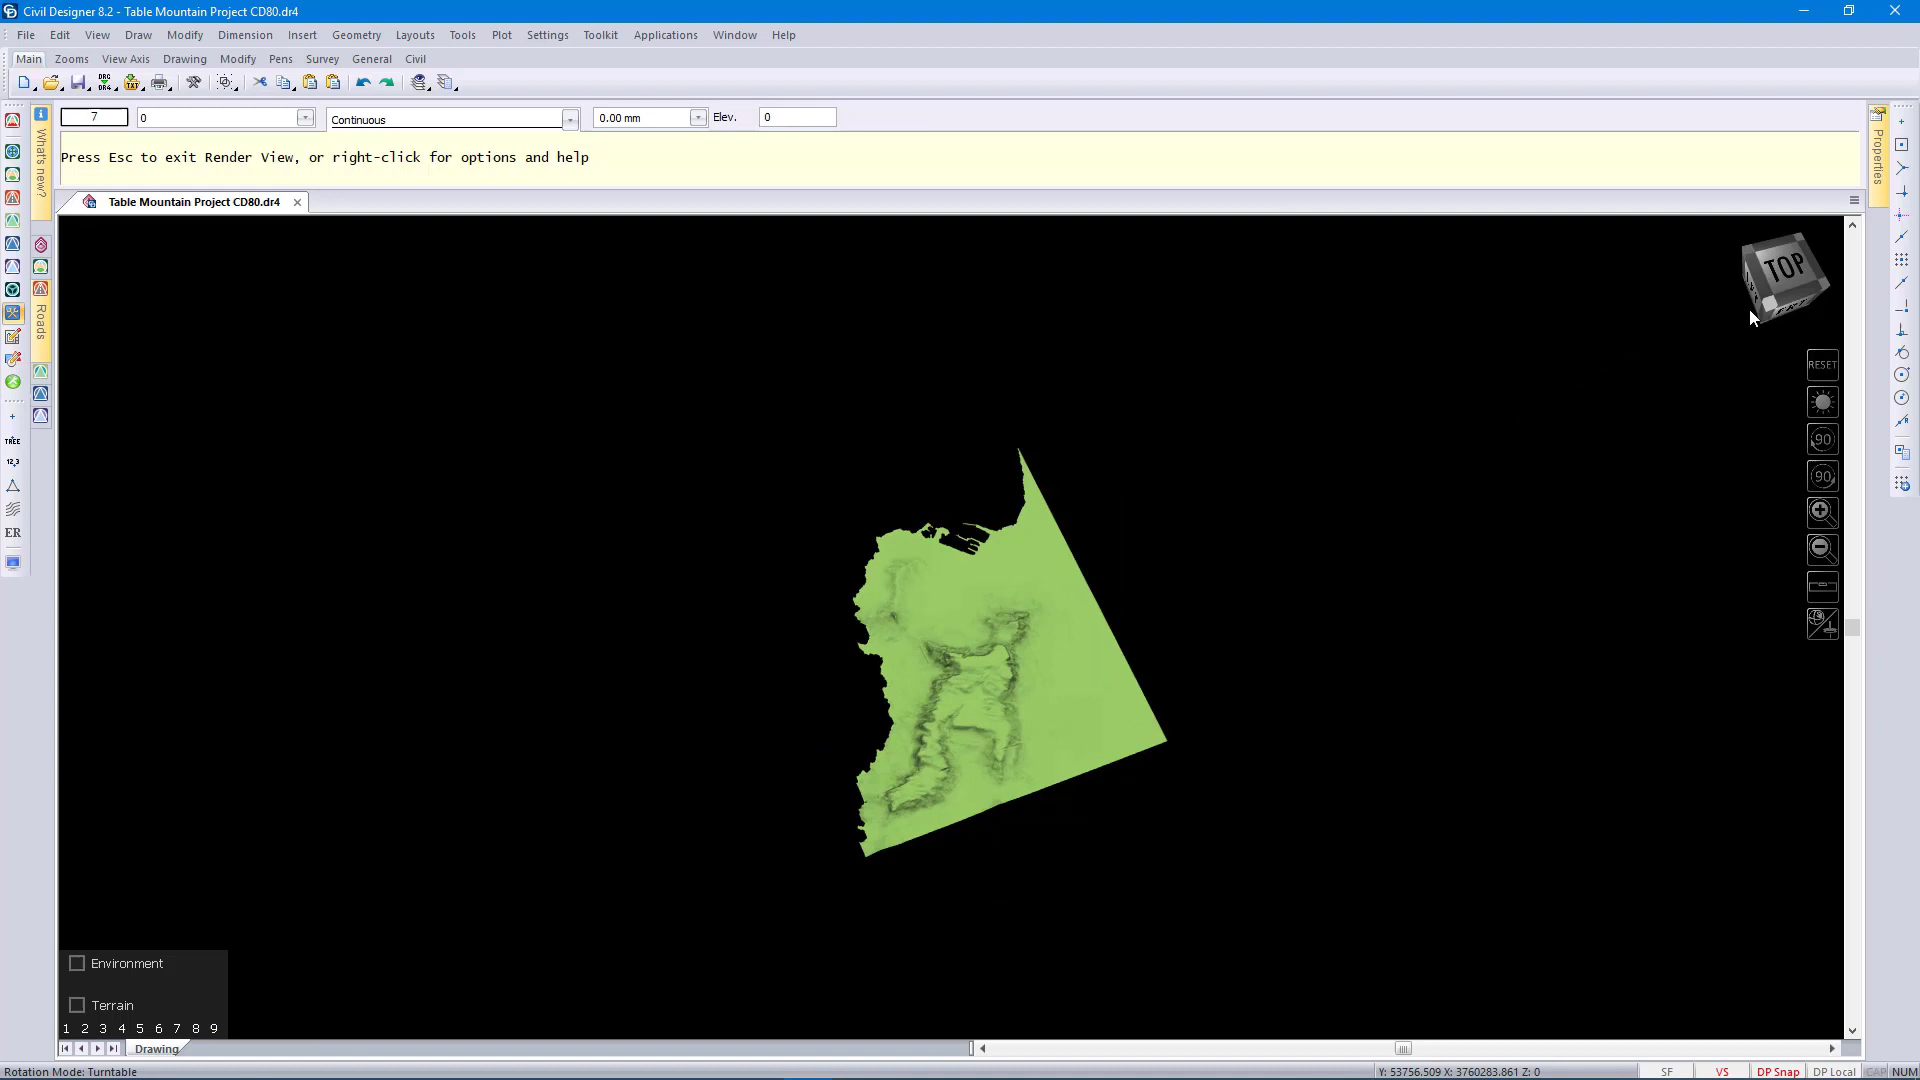 Civil Designer 8.2 - Table Mountain Project CD80.dr4
File Edit View Draw Modify Dimension Insert Geometry Layouts Tools Plot Settings Toolkit Applications Window Help
Main Zooms View Axis Drawing Modify Pens Survey General Civil
7 0 Continuous 0.00 mm Elev. 0
What's new?
Properties
Press Esc to exit Render View, or right-click for options and help
Table Mountain Project CD80.dr4
TOP
Roads
RESET
90
90
TREE
12.3
ER
Environment
Terrain
1 2 3 4 5 6 7 8 9
Drawing
Rotation Mode: Turntable Y: 53756.509 X: 3760283.861 Z: 0 SF VS DP Snap DP Local CAP NUM